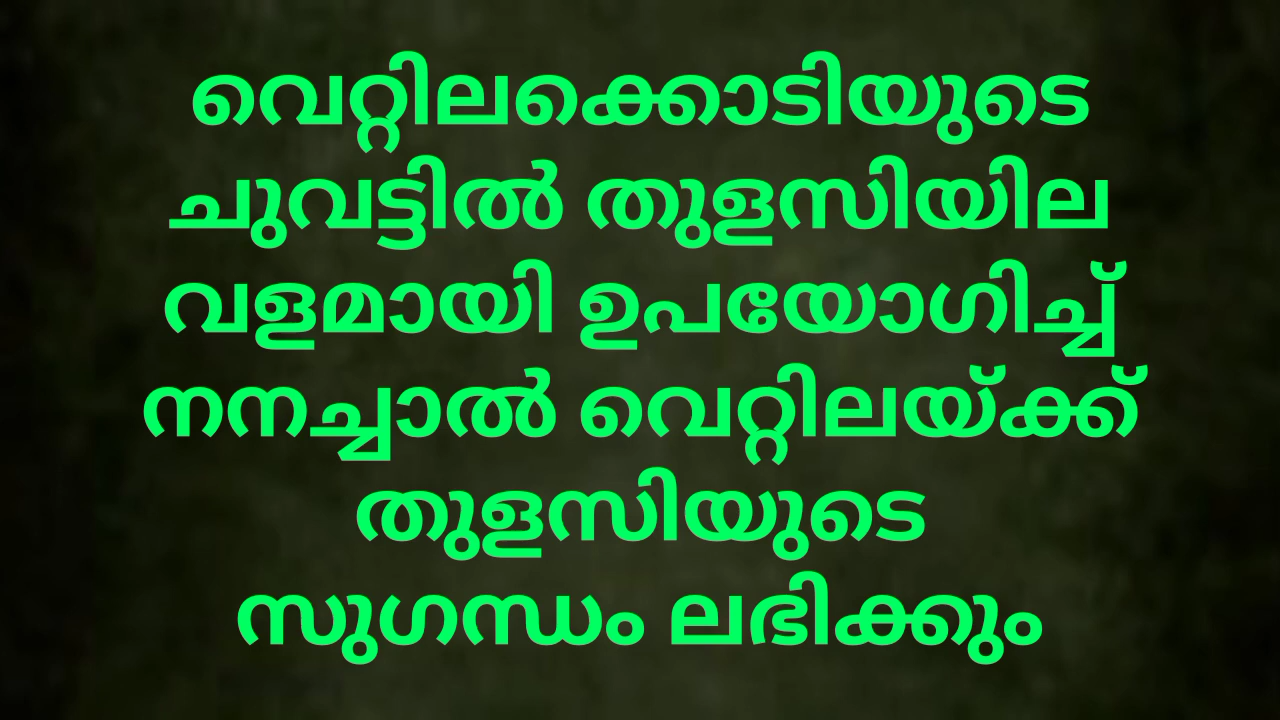 വെറ്റിലക്കൊടിയുടെ
ചുവട്ടിൽ തുളസിയില
വളമായി ഉപയോഗിച്ച്
നനച്ചാൽ വെറ്റിലയ്ക്ക്
തുളസിയുടെ
സുഗന്ധം ലഭിക്കും